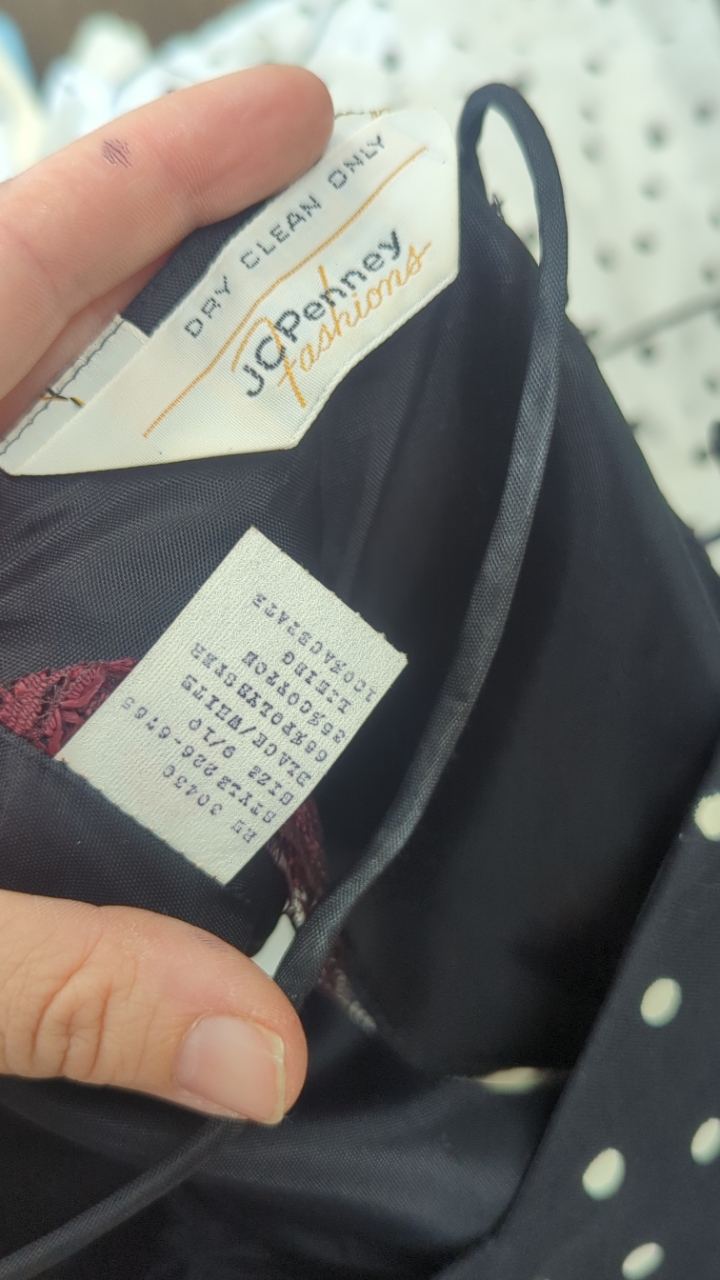 DRY CLEAN ONLY
JCPenney
fashions
RN 30430
STYLE 226-6765
SIZE 9/10
BLACK/WHITE
65%POLYESTER
35%COTTON
LINING
100%ACETATE